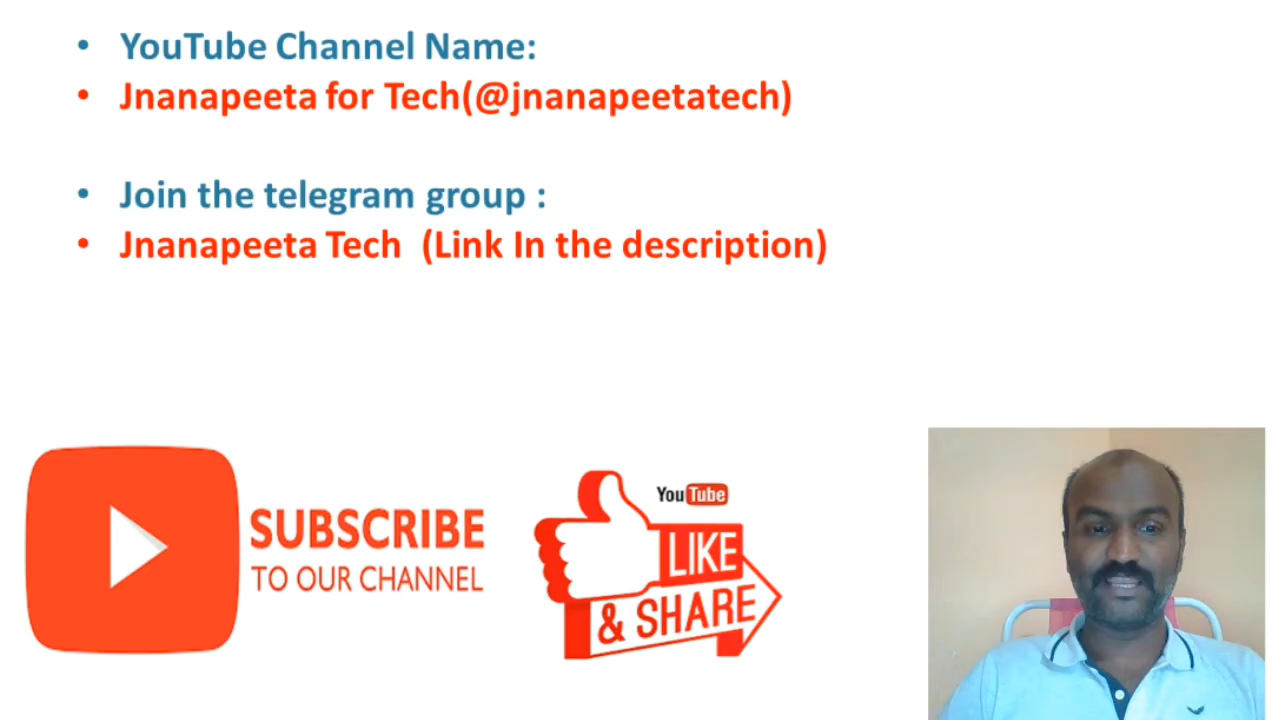 YouTube Channel Name:
Jnanapeeta for Tech(@jnanapeetatech)
Join the telegram group :
Jnanapeeta Tech (Link In the description)
SUBSCRIBE
TO OUR CHANNEL
YouTube
LIKE
& SHARE